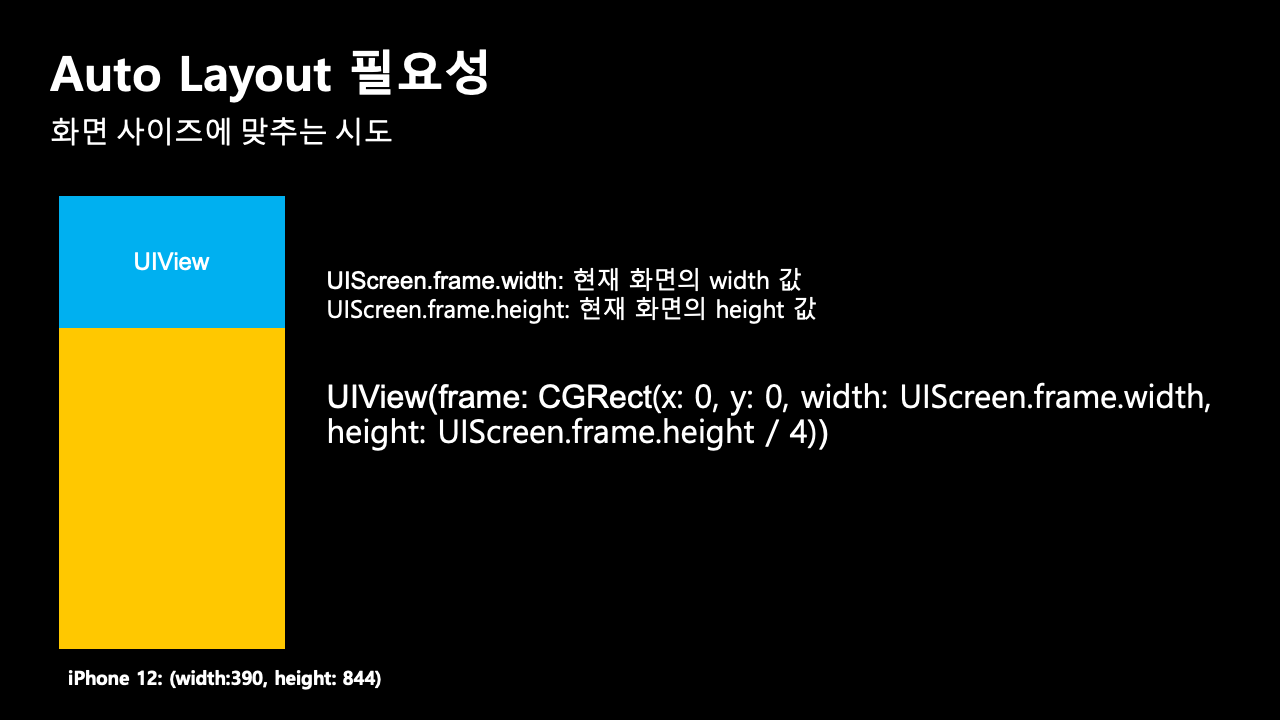 Auto Layout 필요성
화면 사이즈에 맞추는 시도
UIView
UIScreen.frame.width: 현재 화면의 width 값
UIScreen.frame.height: 현재 화면의 height 값
UIView(frame: CGRect(x: 0, y: 0, width: UIScreen.frame.width,
height: UIScreen.frame.height / 4))
iPhone 12: (width:390, height: 844)